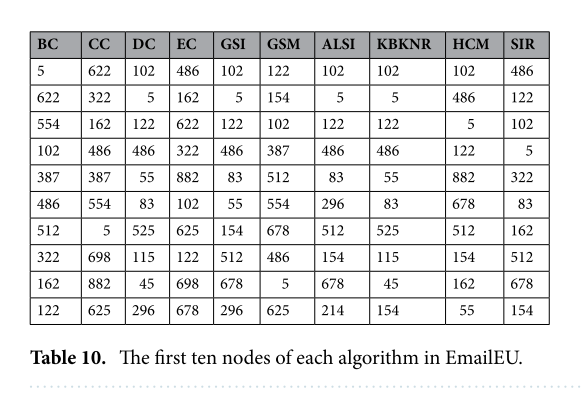 BC CC DC EC GSI GSM ALSI KBKNR HCM SIR
5 622 102 486 102 122 102 102 102 486
622 322 5 162 5 154 5 5 486 122
554 162 122 622 122 102 122 122 5 102
102 486 486 322 486 387 486 486 122 5
387 387 55 882 83 512 83 55 882 322
486 554 83 102 55 554 296 83 678 83
512 5 525 625 154 678 512 525 512 162
322 698 115 122 512 486 154 115 154 512
162 882 45 698 678 5 678 45 162 678
122 625 296 678 296 625 214 154 55 154
Table 10. The first ten nodes of each algorithm in EmailEU.